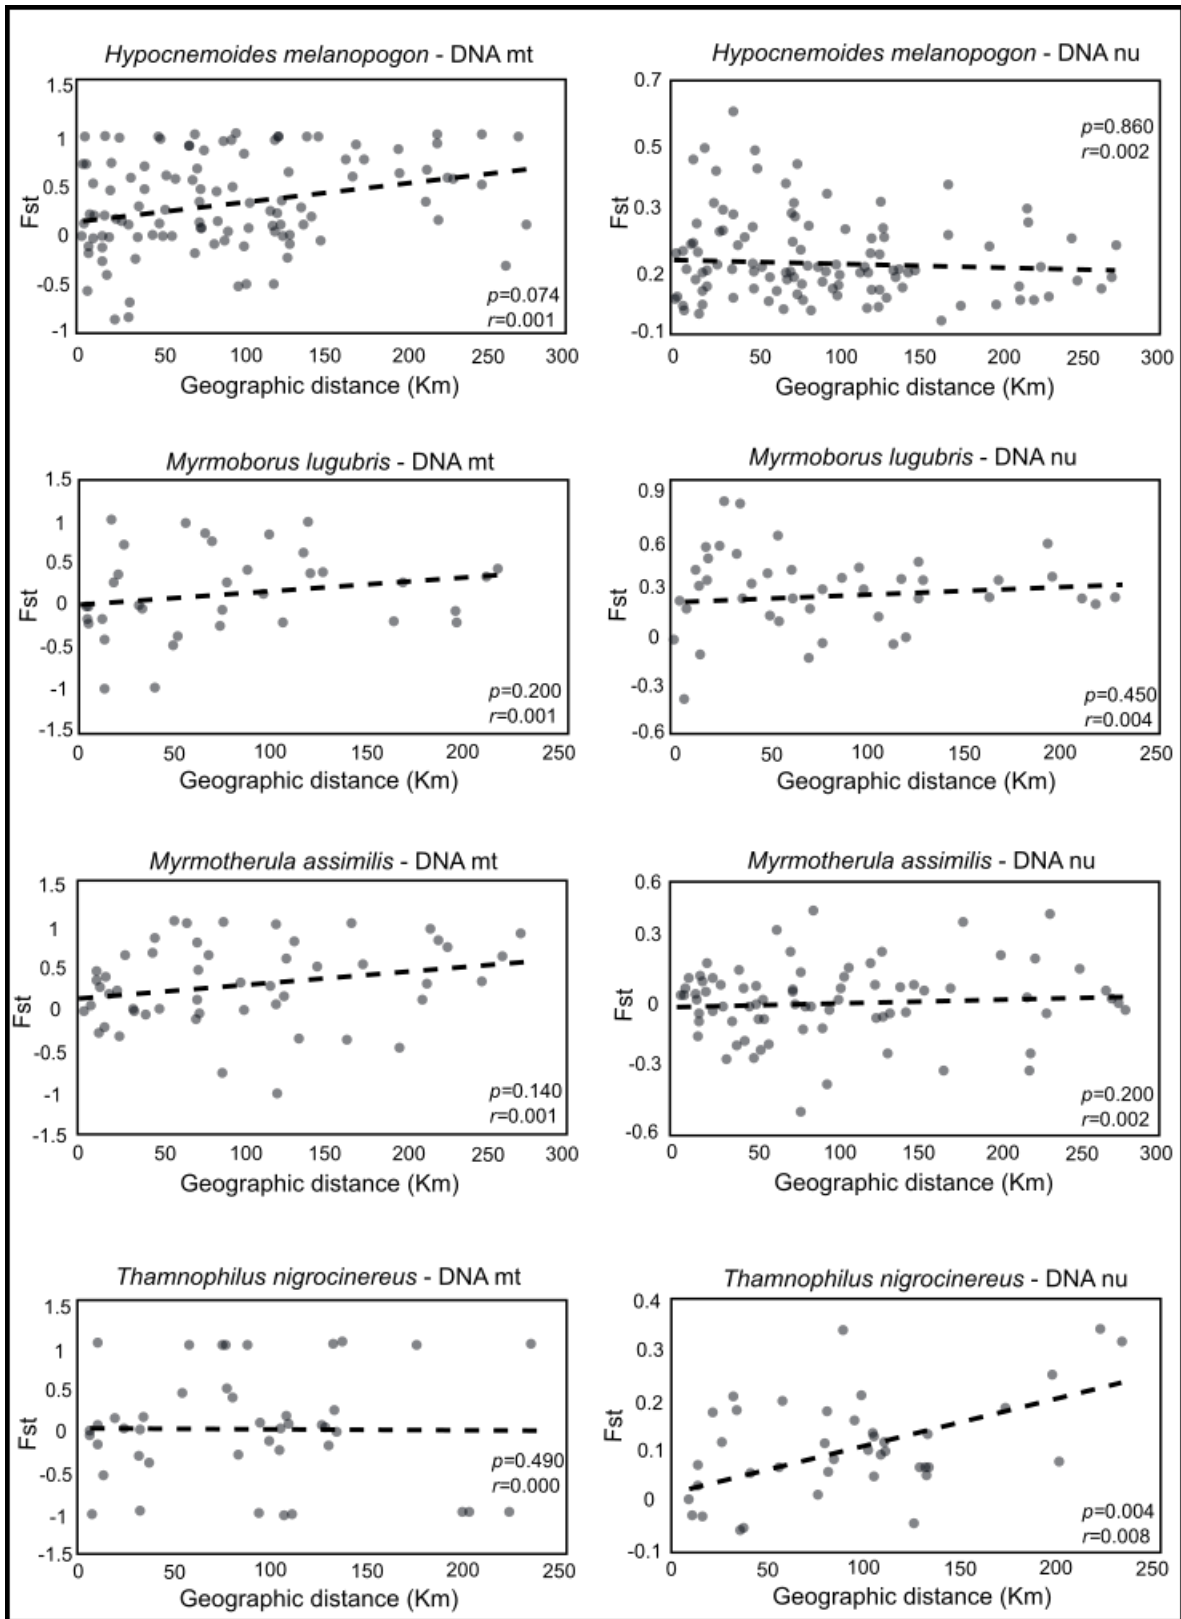 Hypocnemoides melanopogon - DNA mt
1.5
1
0.5
0
-0.5
-1
Fst
p=0.074
r=0.001
0 50 100 150 200 250 300
Geographic distance (Km)
Hypocnemoides melanopogon - DNA nu
0.7
0.5
0.3
0.2
-0.1
Fst
p=0.860
r=0.002
0 50 100 150 200 250 300
Geographic distance (Km)
Myrmoborus lugubris - DNA mt
1.5
1
0.5
0
-0.5
-1
-1.5
Fst
p=0.200
r=0.001
0 50 100 150 200 250
Geographic distance (Km)
Myrmoborus lugubris - DNA nu
0.9
0.6
0.3
0
-0.3
-0.6
Fst
p=0.450
r=0.004
0 50 100 150 200 250
Geographic distance (Km)
Myrmotherula assimilis - DNA mt
1.5
1
0.5
0
-0.5
-1
-1.5
Fst
p=0.140
r=0.001
0 50 100 150 200 250 300
Geographic distance (Km)
Myrmotherula assimilis - DNA nu
0.6
0.3
0
-0.3
-0.6
Fst
p=0.200
r=0.002
0 50 100 150 200 250 300
Geographic distance (Km)
Thamnophilus nigrocinereus - DNA mt
1.5
1
0.5
0
-0.5
-1
-1.5
Fst
p=0.490
r=0.000
0 50 100 150 200 250
Geographic distance (Km)
Thamnophilus nigrocinereus - DNA nu
0.4
0.3
0.2
0.1
0
-0.1
Fst
p=0.004
r=0.008
0 50 100 150 200 250
Geographic distance (Km)